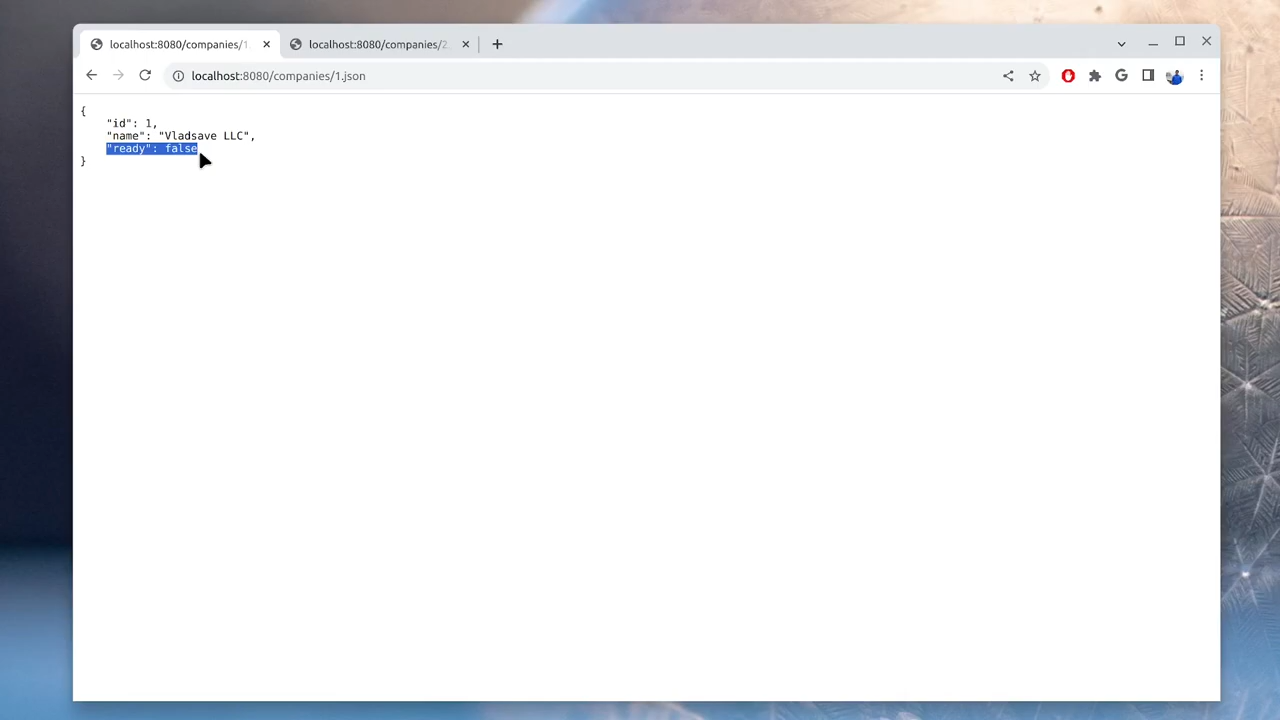 localhost:8080/companies/1
localhost:8080/companies/2
localhost:8080/companies/1.json
{
"id": 1,
"name": "Vladsave LLC",
"ready": false
}